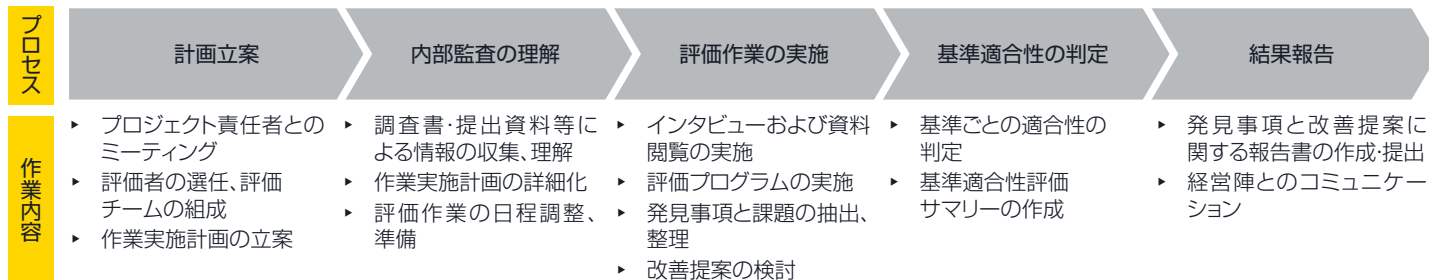 プロセス
計画立案
内部監査の理解
評価作業の実施
基準適合性の判定
結果報告
作業内容
▸ プロジェクト責任者との
ミーティング
▸ 評価者の選任、評価
チームの組成
▸ 作業実施計画の立案
▸ 調査書・提出資料等に
よる情報の収集、理解
▸ 作業実施計画の詳細化
▸ 評価作業の日程調整、
準備
▸ インタビューおよび資料
閲覧の実施
▸ 評価プログラムの実施
▸ 発見事項と課題の抽出、
整理
▸ 改善提案の検討
▸ 基準ごとの適合性の
判定
▸ 基準適合性評価
サマリーの作成
▸ 発見事項と改善提案に
関する報告書の作成・提出
▸ 経営陣とのコミュニケー
ション